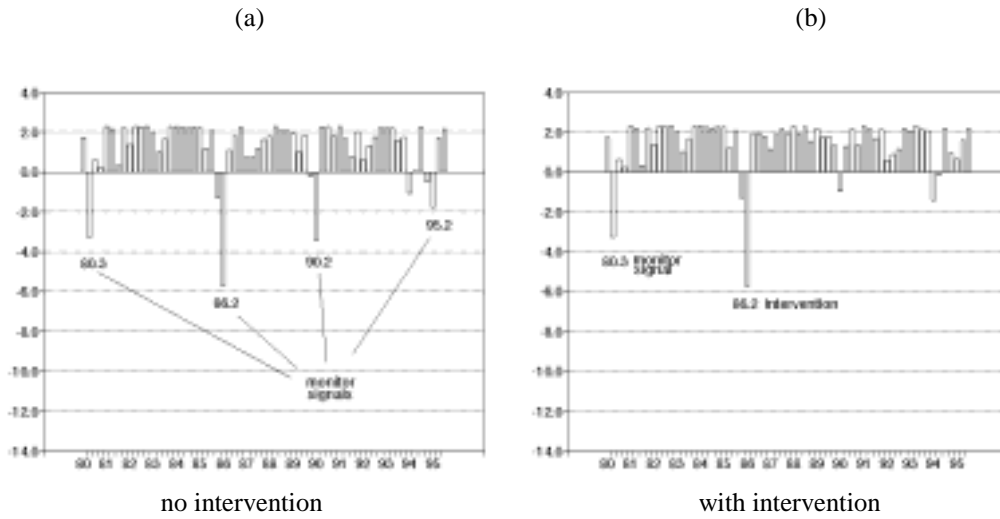 (a)
(b)
4.0
2.0
0.0
-2.0
-4.0
-6.0
-8.0
-10.0
-12.0
-14.0
80.3
86.2
90.2
95.2
monitor
signals
80 81 82 83 84 85 86 87 88 89 90 91 92 93 94 95
no intervention
4.0
2.0
0.0
-2.0
-4.0
-6.0
-8.0
-10.0
-12.0
-14.0
80.3 monitor
signal
86.2 Intervention
80 81 82 83 84 85 86 87 88 89 90 91 92 93 94 95
with intervention